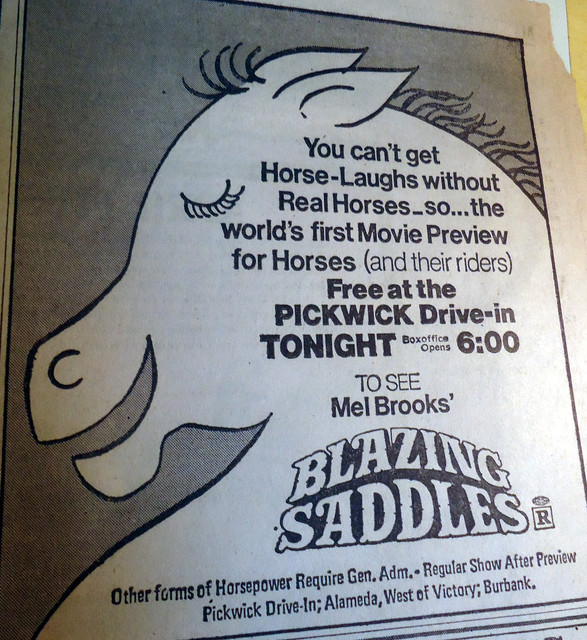 You can't get
Horse-Laughs without
Real Horses...so...the
world's first Movie Preview
for Horses (and their riders)
Free at the
PICKWICK Drive-in
TONIGHT Boxoffice Opens 6:00
TO SEE
Mel Brooks'
BLAZING
SADDLES R
Other forms of Horsepower Require Gen. Adm. • Regular Show After Preview
Pickwick Drive-In; Alameda, West of Victory; Burbank.